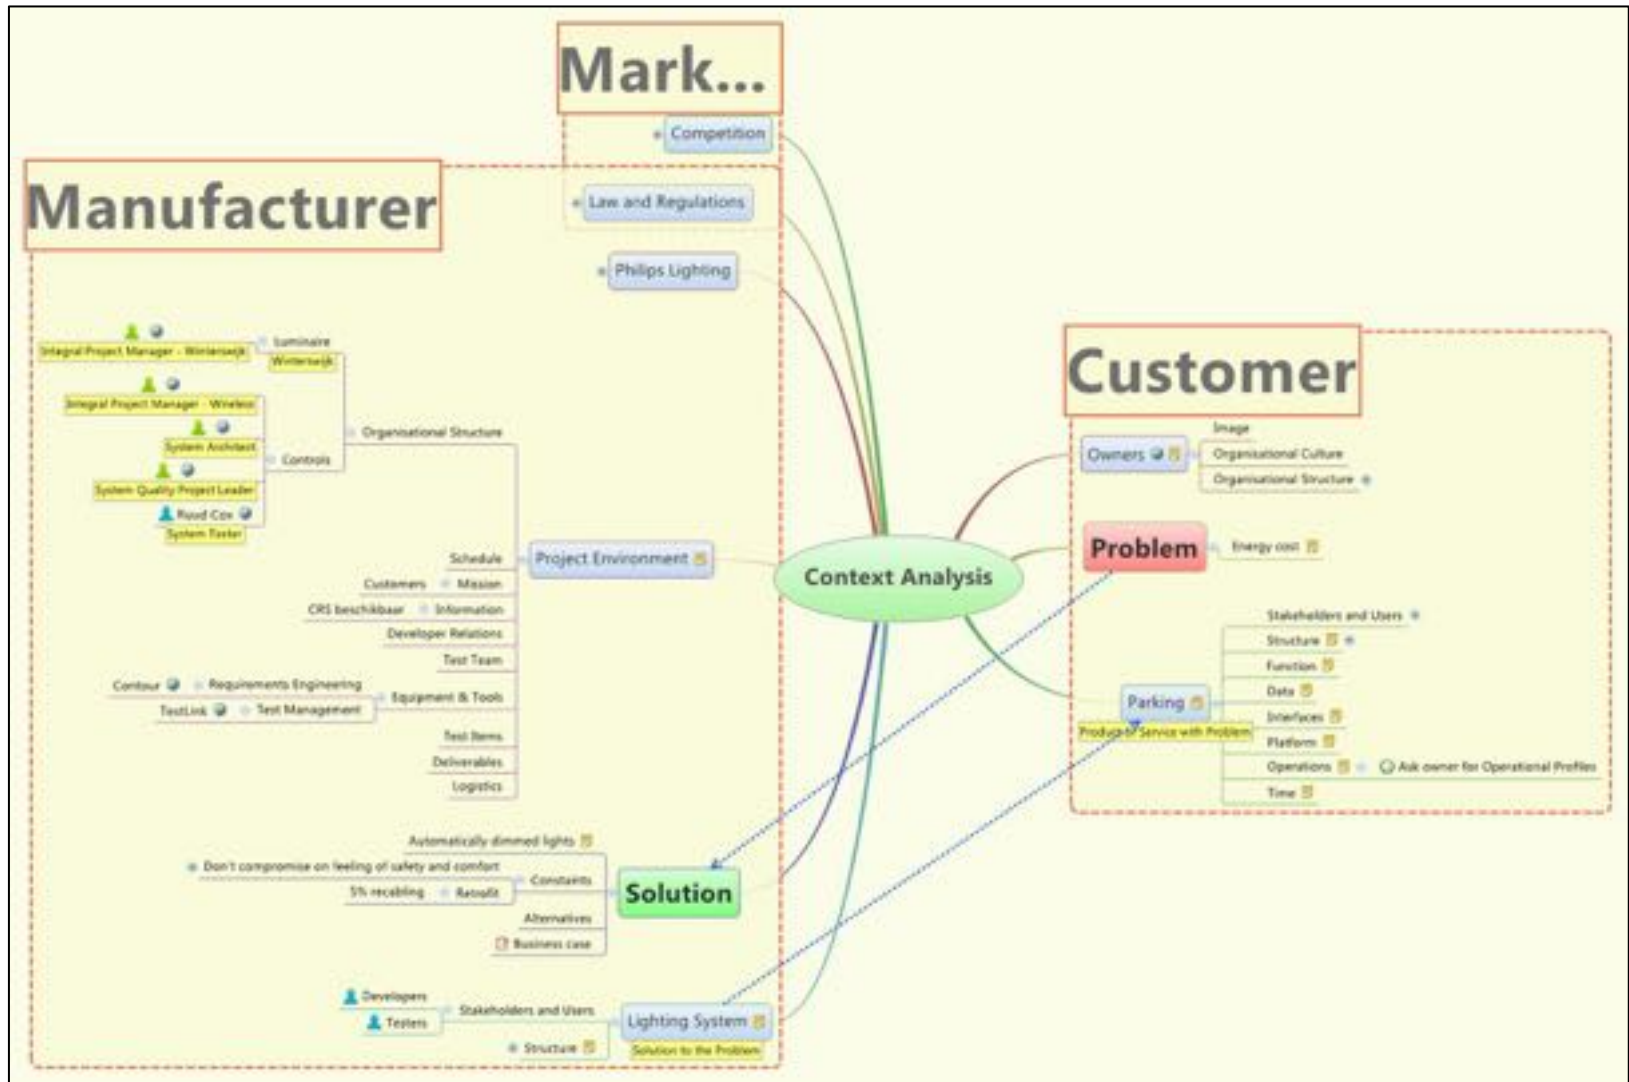 Mark...
Competition
Manufacturer
Law and Regulations
Philips Lighting
Luminaire
Winterswijk
Integral Project Manager - Winterswijk
Integral Project Manager - Wireless
System Architect
Controls
System Quality Project Leader
Ruud Cox
System Tester
Organisational Structure
Project Environment
Schedule
Customers
Mission
CRS beschikbaar
Information
Developer Relations
Test Team
Contour
Requirements Engineering
Equipment & Tools
TestLink
Test Management
Test Items
Deliverables
Logistics
Automatically dimmed lights
Don't compromise on feeling of safety and comfort
Constaints
5% recabling
Retrofit
Solution
Alternatives
Business case
Developers
Stakeholders and Users
Testers
Lighting System
Structure
Solution to the Problem
Context Analysis
Customer
Image
Owners
Organisational Culture
Organisational Structure
Problem
Energy cost
Stakeholders and Users
Structure
Function
Data
Parking
Interfaces
Product or Service with Problem
Platform
Operations
Ask owner for Operational Profiles
Time